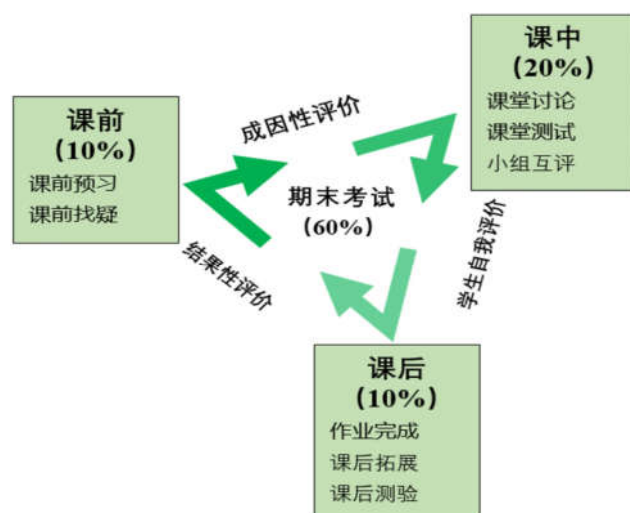 课前
(10%)
课前预习
课前找疑
成因性评价
课中
(20%)
课堂讨论
课堂测试
小组互评
期末考试
(60%)
结果性评价
学生自我评价
课后
(10%)
作业完成
课后拓展
课后测验